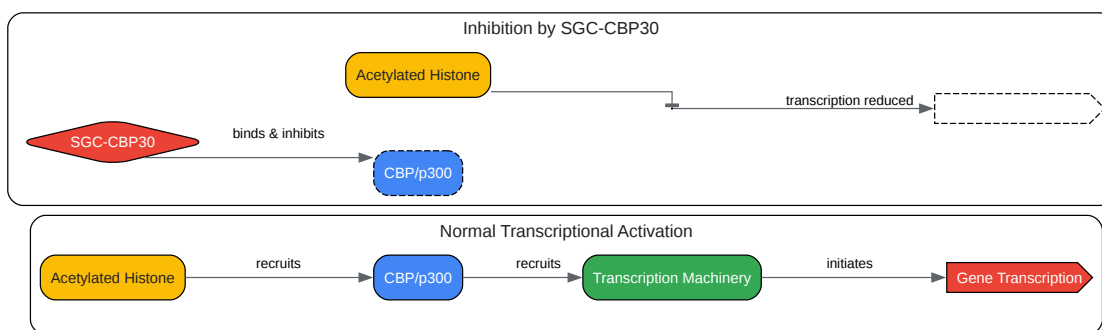 Inhibition by SGC-CBP30
Acetylated Histone
transcription reduced
SGC-CBP30
binds & inhibits
CBP/p300
Normal Transcriptional Activation
Acetylated Histone
recruits
CBP/p300
recruits
Transcription Machinery
initiates
Gene Transcription